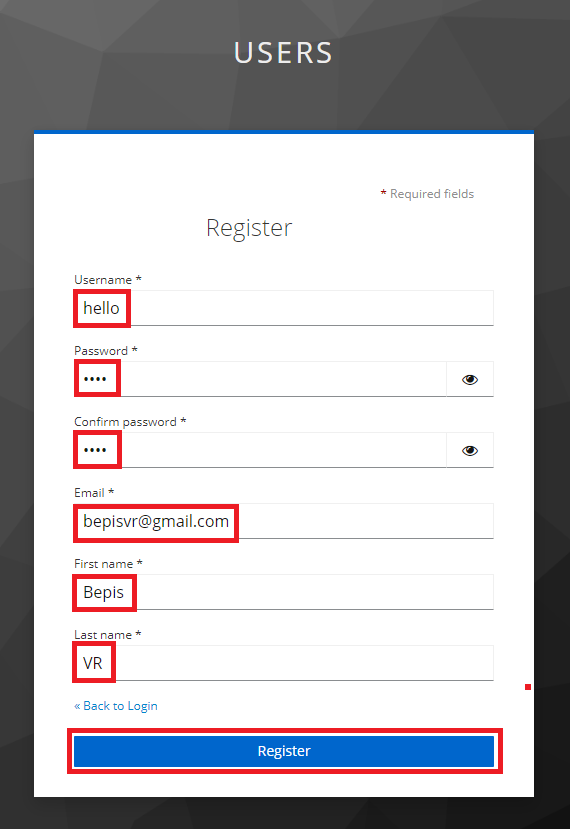 USERS
* Required fields
Register
Username *
hello
Password *
••••
Confirm password *
••••
Email *
bepisvr@gmail.com
First name *
Bepis
Last name *
VR
« Back to Login
Register